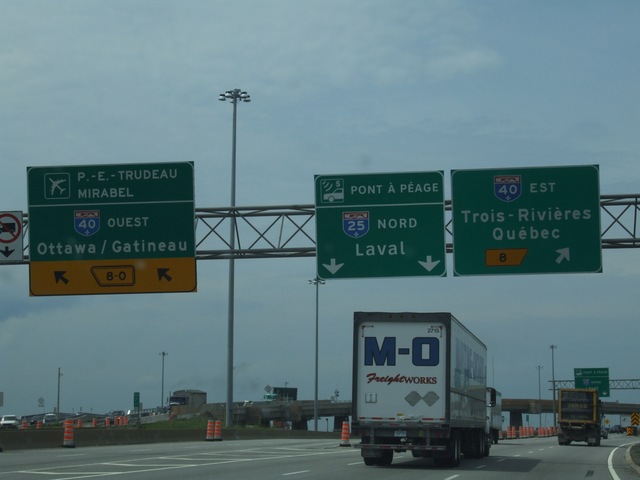 P.-E.-TRUDEAU
MIRABEL
40 OUEST
Ottawa / Gatineau
8-O
PONT À PÉAGE
25 NORD
Laval
40 EST
Trois-Rivières
Québec
8
M-O
FreightWORKS
2715